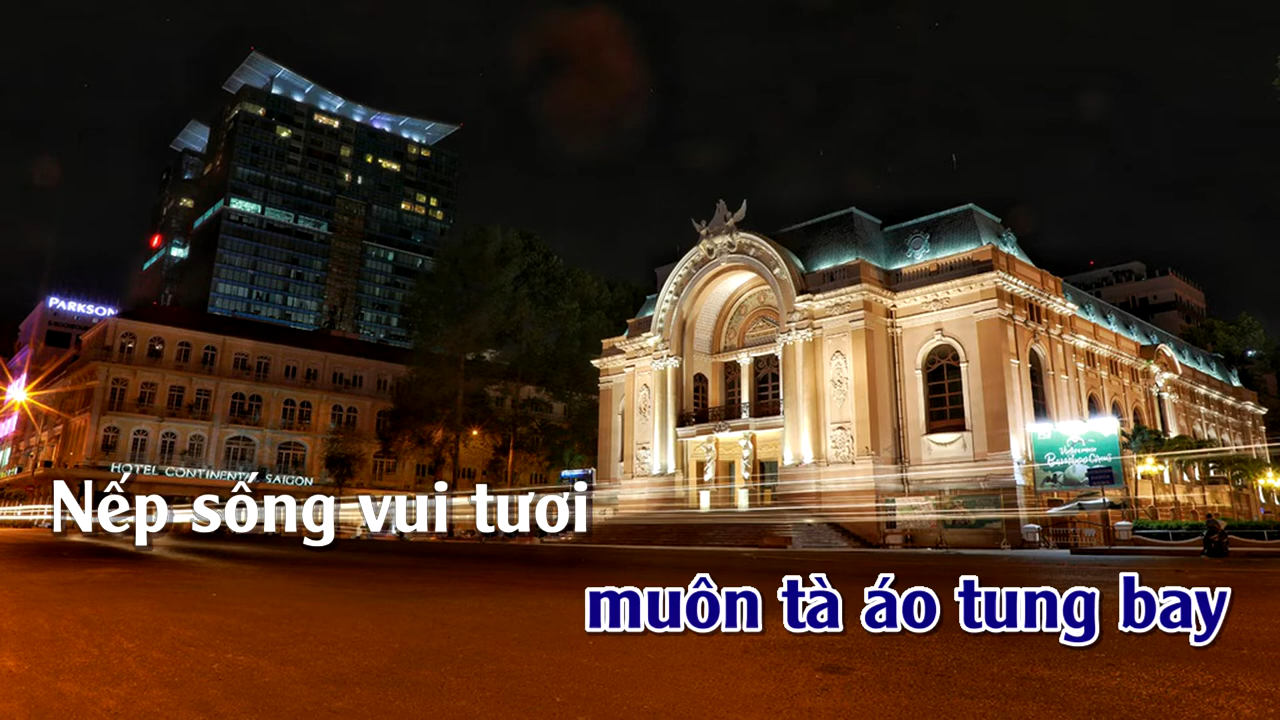 PARKSON
HOTEL CONTINENTAL SAIGON
Nếp sống vui tươi
muôn tà áo tung bay